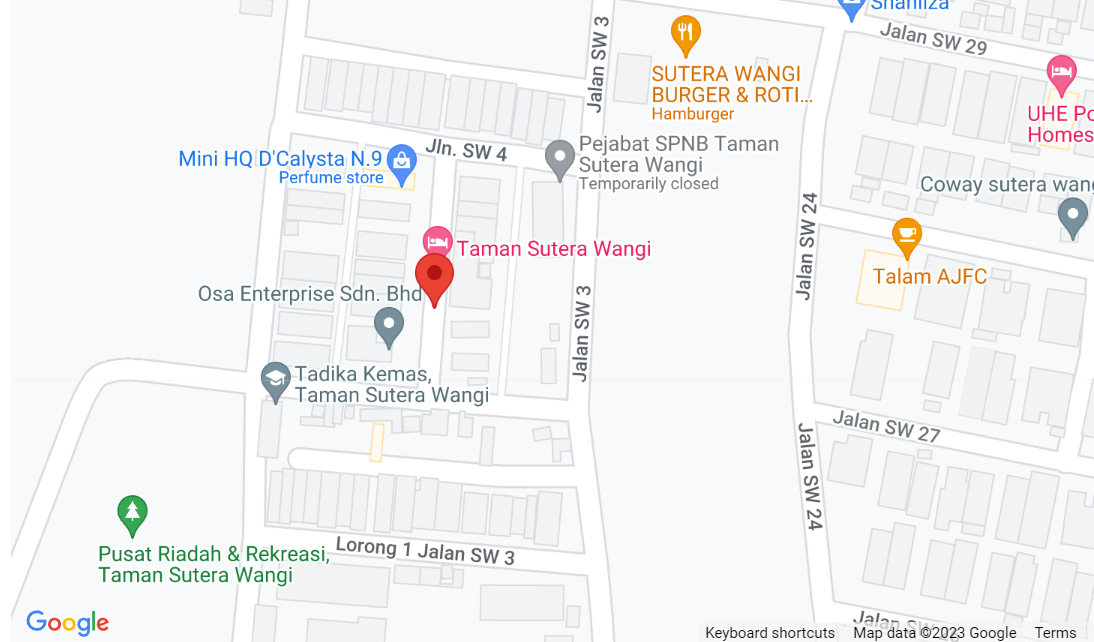 Shanliza
Jalan SW 29
Jalan SW 3
SUTERA WANGI
BURGER & ROTI...
Hamburger
UHE Po
Homes
Jln. SW 4
Pejabat SPNB Taman
Sutera Wangi
Temporarily closed
Mini HQ D'Calysta N.9
Perfume store
Coway sutera wang
Jalan SW 24
Taman Sutera Wangi
Talam AJFC
Osa Enterprise Sdn. Bhd
Jalan SW 3
Tadika Kemas,
Taman Sutera Wangi
Jalan SW 27
Jalan SW 24
Lorong 1 Jalan SW 3
Pusat Riadah & Rekreasi,
Taman Sutera Wangi
Jalan SW
Google
Keyboard shortcuts
Map data ©2023 Google
Terms